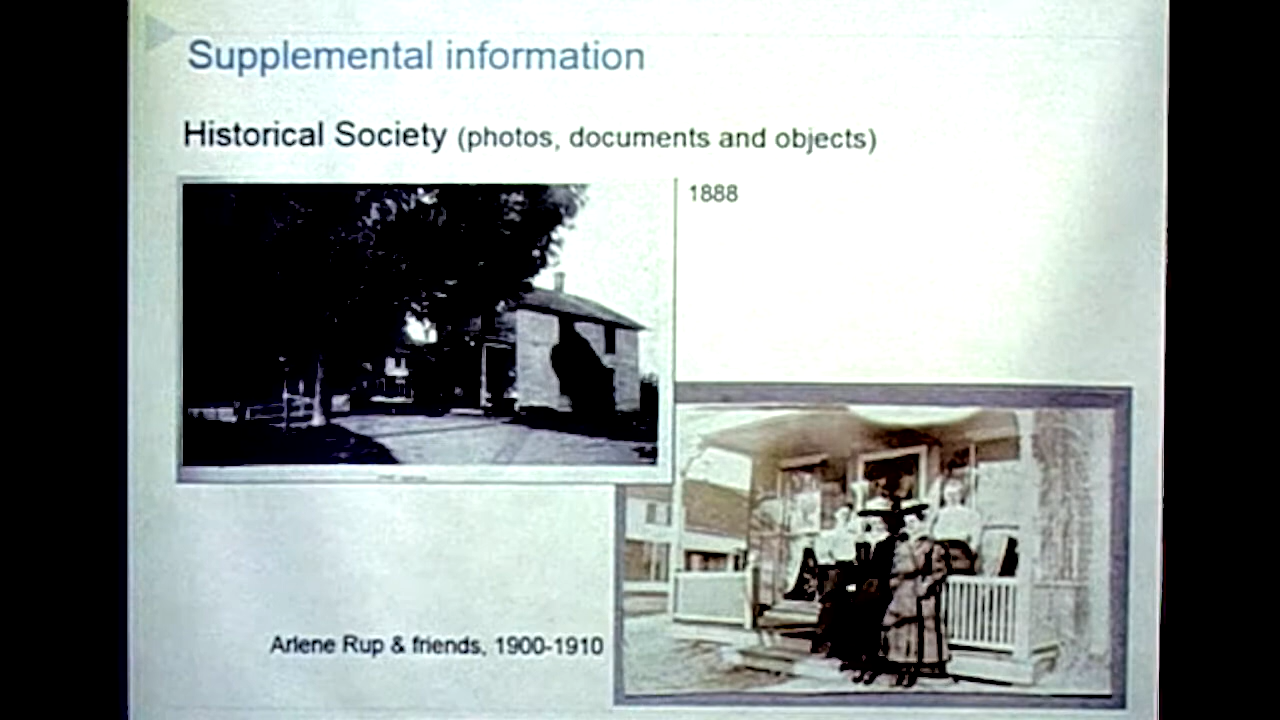 Supplemental information
Historical Society (photos, documents and objects)
1888
Arlene Rup & friends, 1900-1910